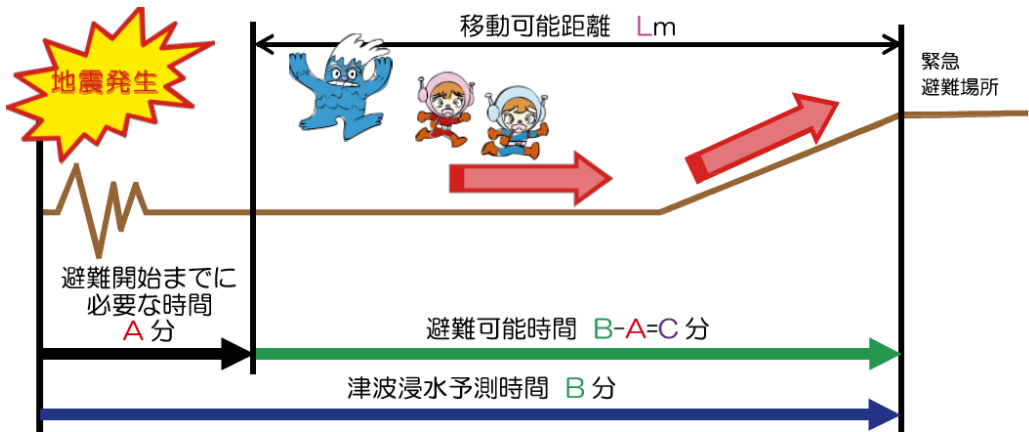 移動可能距離 Lm
地震発生
緊急
避難場所
避難開始までに
必要な時間
A 分
避難可能時間 B-A=C 分
津波浸水予測時間 B 分